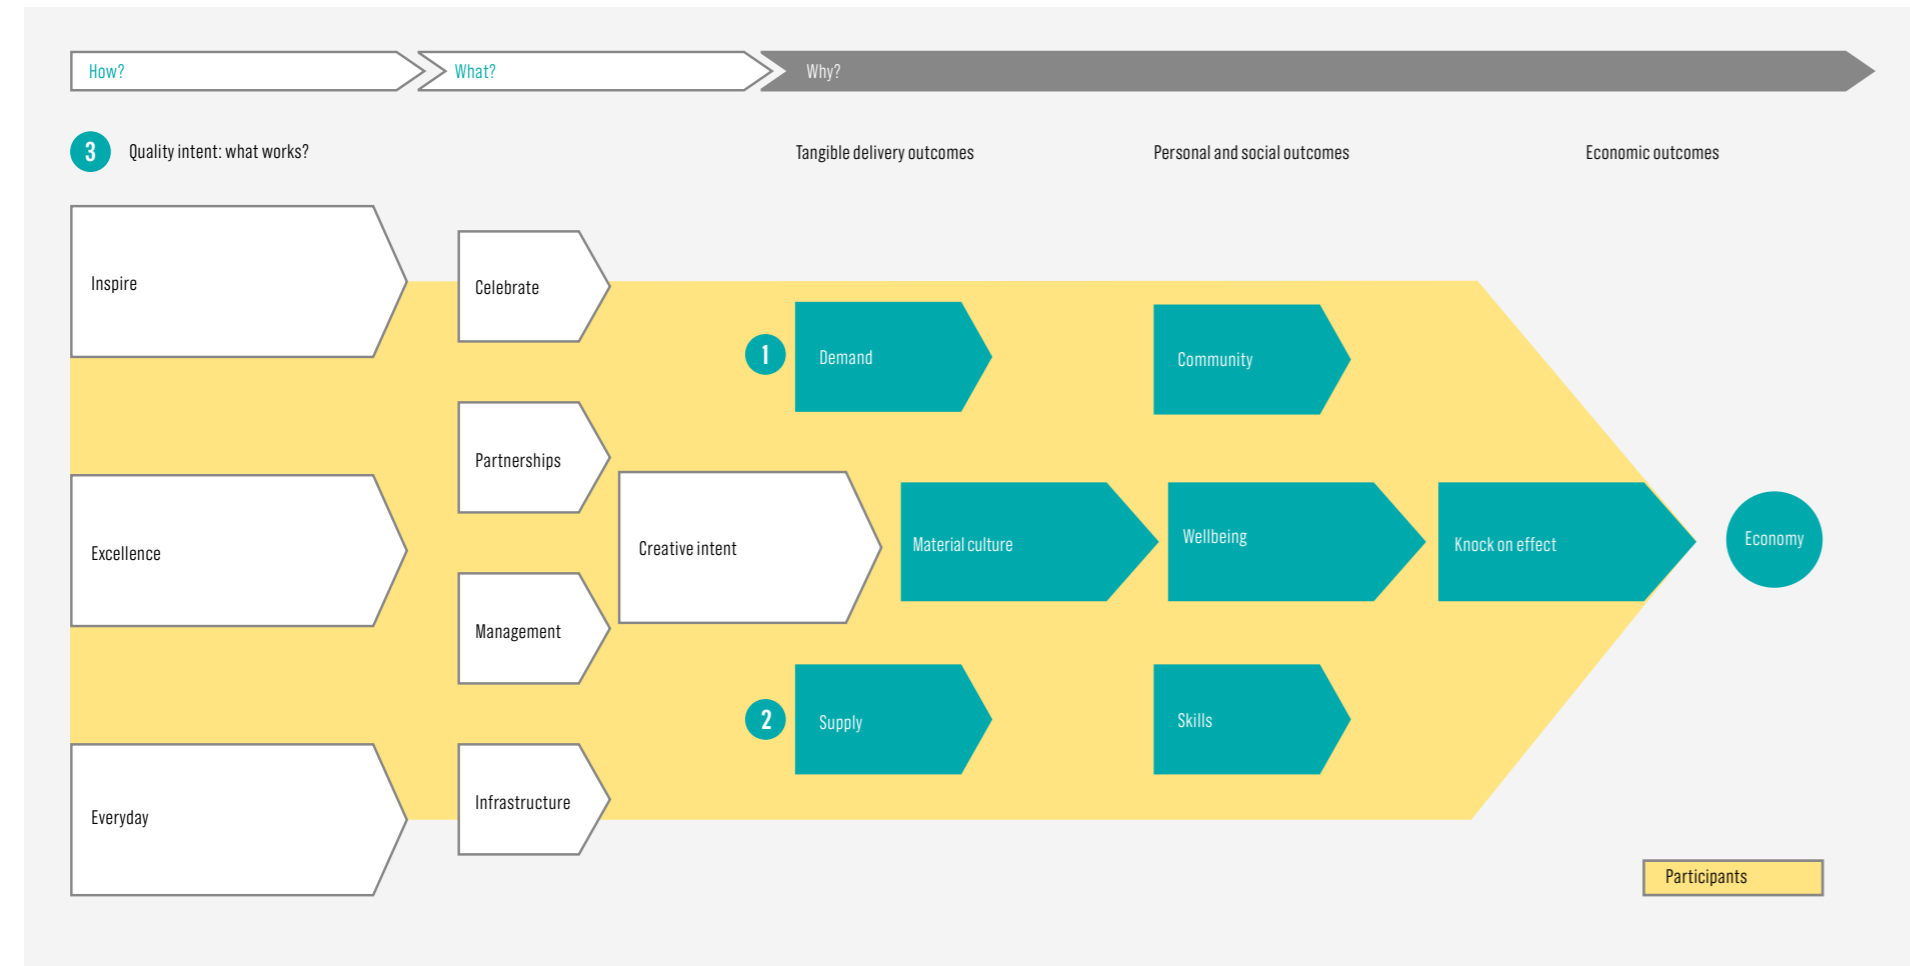 How?
What?
Why?
3
Quality intent: what works?
Tangible delivery outcomes
Personal and social outcomes
Economic outcomes
Inspire
Celebrate
1
Demand
Community
Partnerships
Excellence
Creative intent
Material culture
Wellbeing
Knock on effect
Economy
Management
2
Supply
Skills
Everyday
Infrastructure
Participants